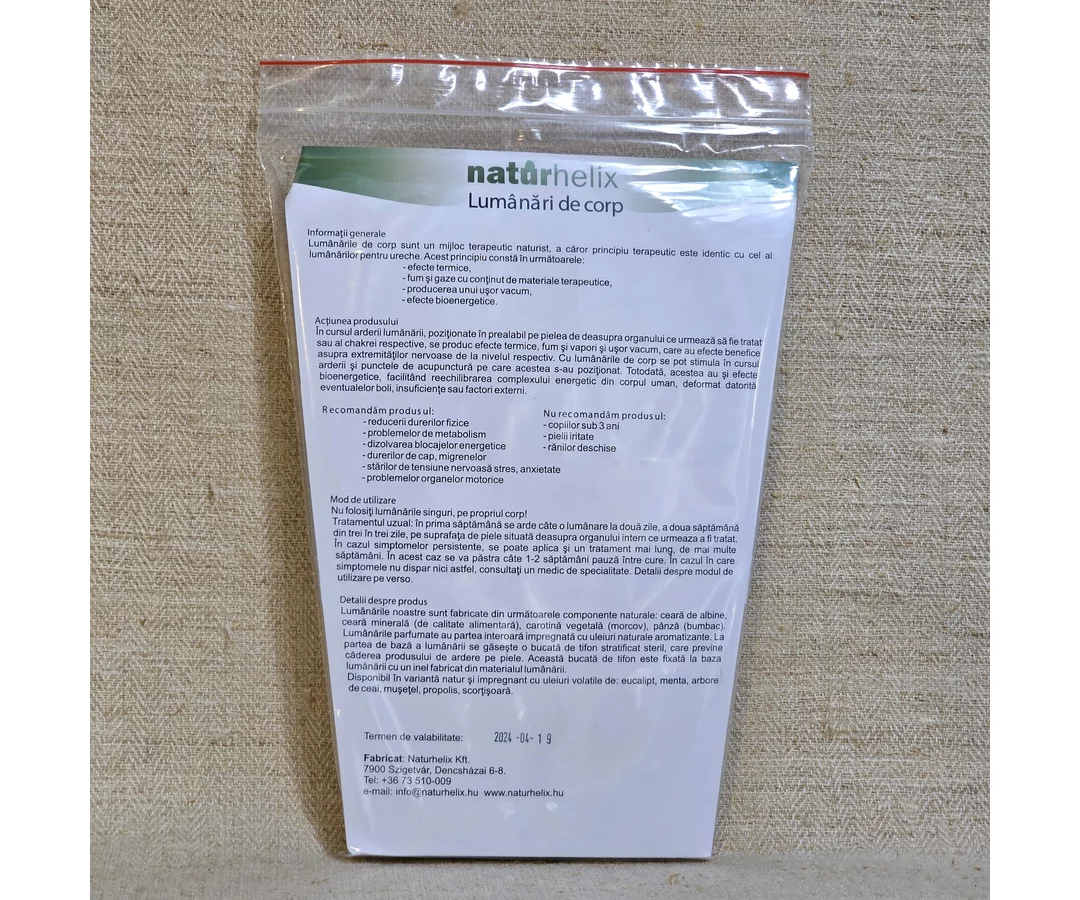 natûrhelix
Lumânări de corp
Informaţii generale
Lumânările de corp sunt un mijloc terapeutic naturist, a căror principiu terapeutic este identic cu cel al
lumânărilor pentru ureche. Acest principiu constă în următoarele:
- efecte termice,
- fum şi gaze cu conţinut de materiale terapeutice,
- producerea unui uşor vacum,
- efecte bioenergetice.
Acţiunea produsului
În cursul arderii lumânării, poziţionate în prealabil pe pielea de deasupra organului ce urmează să fie tratat
sau al chakrei respective, se produc efecte termice, fum şi vapori şi uşor vacum, care au efecte benefice
asupra extremităţilor nervoase de la nivelul respectiv. Cu lumânările de corp se pot stimula în cursul
arderii şi punctele de acupunctură pe care acestea s-au poziţionat. Totodată, acestea au şi efecte
bioenergetice, facilitând reechilibrarea complexului energetic din corpul uman, deformat datorită
eventualelor boli, insuficienţe sau factori externi.
Recomandăm produsul:
- reducerii durerilor fizice
- problemelor de metabolism
- dizolvarea blocajelor energetice
- durerilor de cap, migrenelor
- stărilor de tensiune nervoasă stres, anxietate
- problemelor organelor motorice
Nu recomandăm produsul:
- copiilor sub 3 ani
- pielii iritate
- rănilor deschise
Mod de utilizare
Nu folosiţi lumânările singuri, pe propriul corp!
Tratamentul uzual: în prima săptămână se arde câte o lumânare la două zile, a doua săptămână
din trei în trei zile, pe suprafaţa de piele situată deasupra organului intern ce urmeaza a fi tratat.
În cazul simptomelor persistente, se poate aplica şi un tratament mai lung, de mai multe
săptămâni. În acest caz se va păstra câte 1-2 săptămâni pauză între cure. În cazul în care
simptomele nu dispar nici astfel, consultaţi un medic de specialitate. Detalii despre modul de
utilizare pe verso.
Detalii despre produs
Lumânările noastre sunt fabricate din următoarele componente naturale: ceară de albine,
ceară minerală (de calitate alimentară), carotină vegetală (morcov), pânză (bumbac).
Lumânările parfumate au partea interoară impregnată cu uleiuri naturale aromatizante. La
partea de bază a lumânării se găseşte o bucată de tifon stratificat steril, care previne
căderea produsului de ardere pe piele. Această bucată de tifon este fixată la baza
lumânării cu un inel fabricat din materialul lumânării.
Disponibil în variantă natur şi impregnant cu uleiuri volatile de: eucalipt, menta, arbore
de ceai, muşeţel, propolis, scorţişoară.
Termen de valabilitate: 2024-04-19
Fabricat: Naturhelix Kft.
7900 Szigetvár, Dencsházai 6-8.
Tel: +36 73 510-009
e-mail: info@naturhelix.hu www.naturhelix.hu